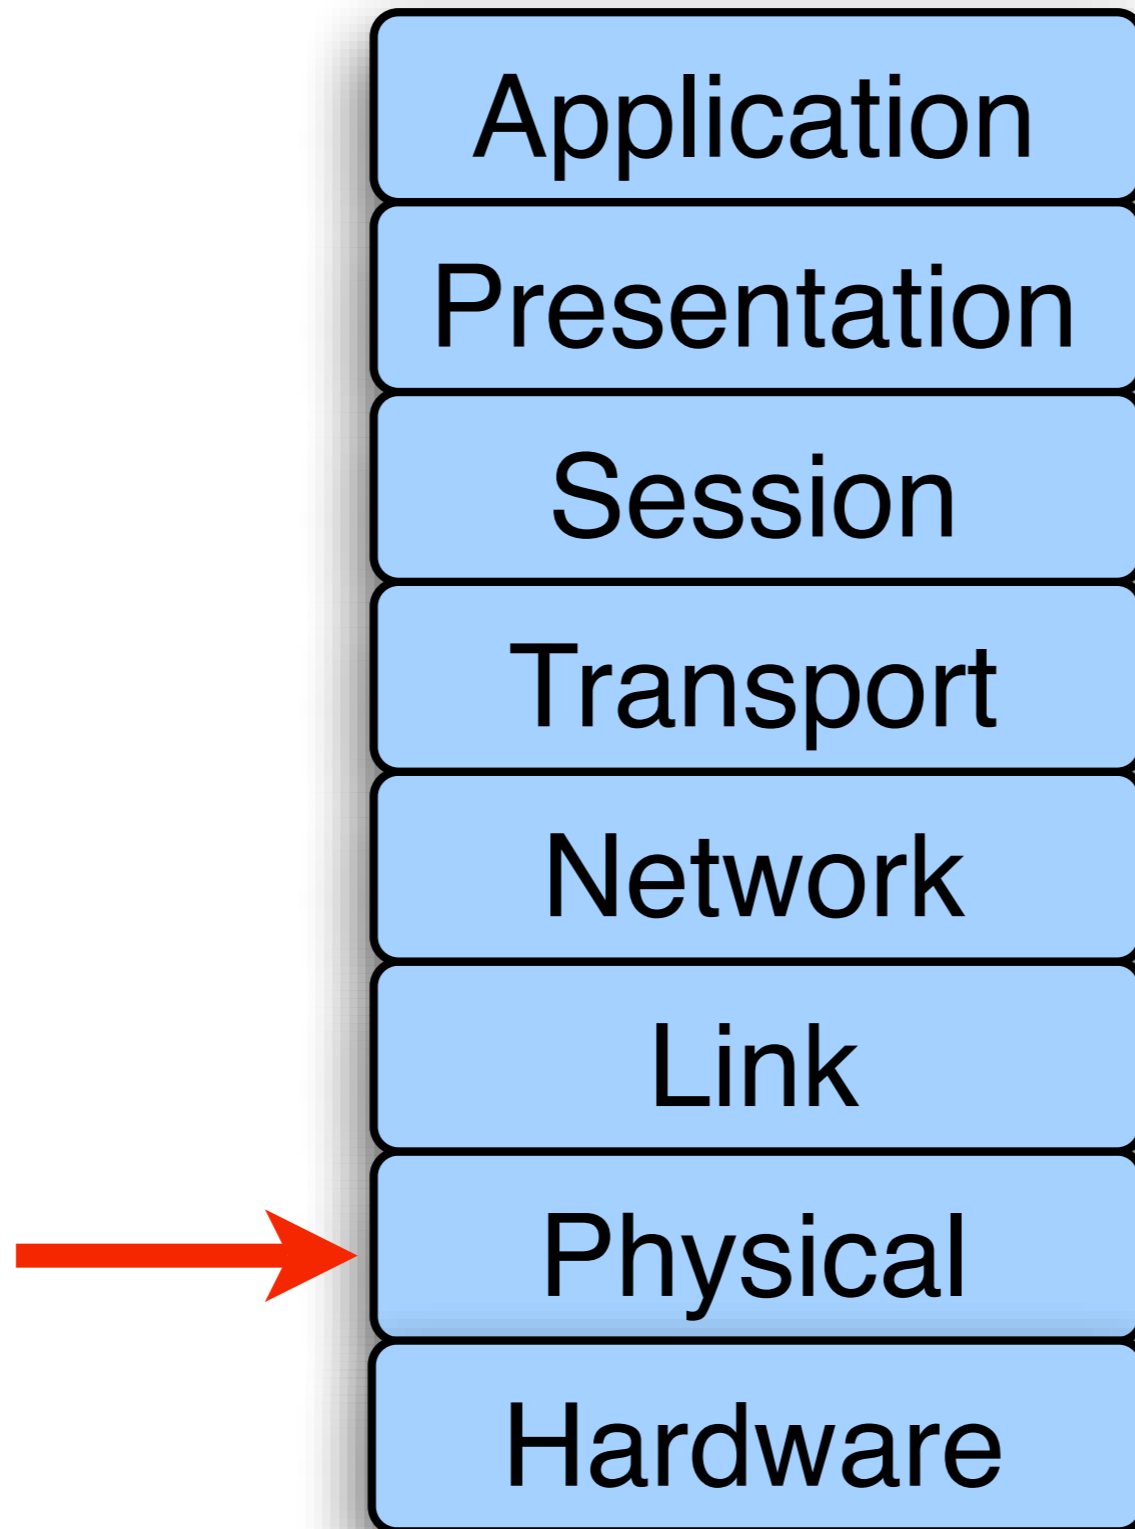 Application
Presentation
Session
Transport
Network
Link
Physical
Hardware